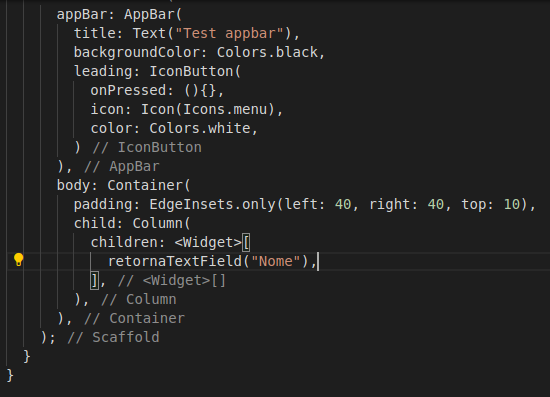 appBar: AppBar(
title: Text("Test appbar"),
backgroundColor: Colors.black,
leading: IconButton(
onPressed: (){},
icon: Icon(Icons.menu),
color: Colors.white,
) // IconButton
), // AppBar
body: Container(
padding: EdgeInsets.only(left: 40, right: 40, top: 10),
child: Column(
children: <Widget>[
retornaTextField("Nome"),
], // <Widget>[]
), // Column
), // Container
); // Scaffold
}
}